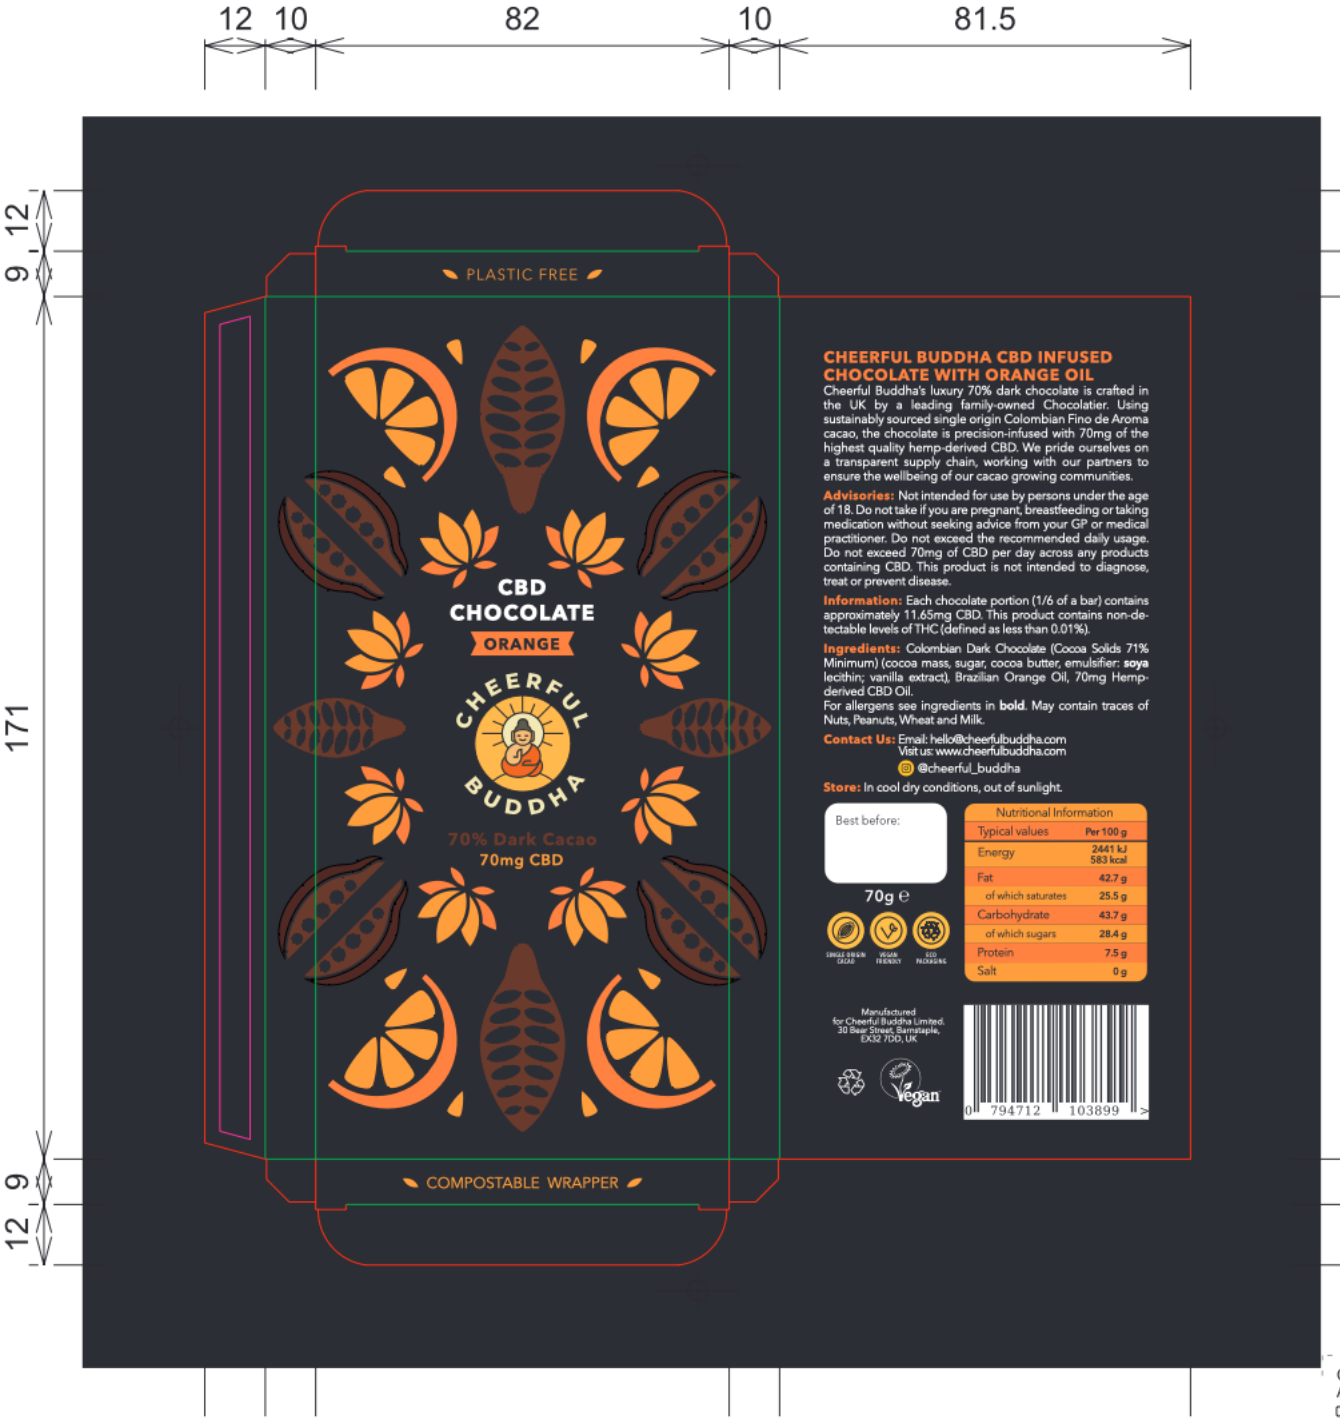 12 10 82 10 81.5
12
9
171
9
12
PLASTIC FREE
CBD
CHOCOLATE
ORANGE
CHEERFUL
BUDDHA
70% Dark Cacao
70mg CBD
COMPOSTABLE WRAPPER
CHEERFUL BUDDHA CBD INFUSED
CHOCOLATE WITH ORANGE OIL
Cheerful Buddha's luxury 70% dark chocolate is crafted in
the UK by a leading family-owned Chocolatier. Using
sustainably sourced single origin Colombian Fino de Aroma
cacao, the chocolate is precision-infused with 70mg of the
highest quality hemp-derived CBD. We pride ourselves on
a transparent supply chain, working with our partners to
ensure the wellbeing of our cacao growing communities.
Advisories: Not intended for use by persons under the age
of 18. Do not take if you are pregnant, breastfeeding or taking
medication without seeking advice from your GP or medical
practitioner. Do not exceed the recommended daily usage.
Do not exceed 70mg of CBD per day across any products
containing CBD. This product is not intended to diagnose,
treat or prevent disease.
Information: Each chocolate portion (1/6 of a bar) contains
approximately 11.65mg CBD. This product contains non-de-
tectable levels of THC (defined as less than 0.01%).
Ingredients: Colombian Dark Chocolate (Cocoa Solids 71%
Minimum) (cocoa mass, sugar, cocoa butter, emulsifier: soya
lecithin; vanilla extract), Brazilian Orange Oil, 70mg Hemp-
derived CBD Oil.
For allergens see ingredients in bold. May contain traces of
Nuts, Peanuts, Wheat and Milk.
Contact Us: Email: hello@cheerfulbuddha.com
Visit us: www.cheerfulbuddha.com
@cheerful_buddha
Store: In cool dry conditions, out of sunlight.
Best before:
70g ℮
SINGLE ORIGIN
CACAO
VEGAN
FRIENDLY
ECO
PACKAGING
Nutritional Information
Typical values Per 100 g
Energy 2441 kJ
583 kcal
Fat 42.7 g
of which saturates 25.5 g
Carbohydrate 43.7 g
of which sugars 28.4 g
Protein 7.5 g
Salt 0 g
Manufactured
for Cheerful Buddha Limited.
30 Bear Street, Barnstaple,
EX32 7DD, UK
Vegan
0 794712 103899 >